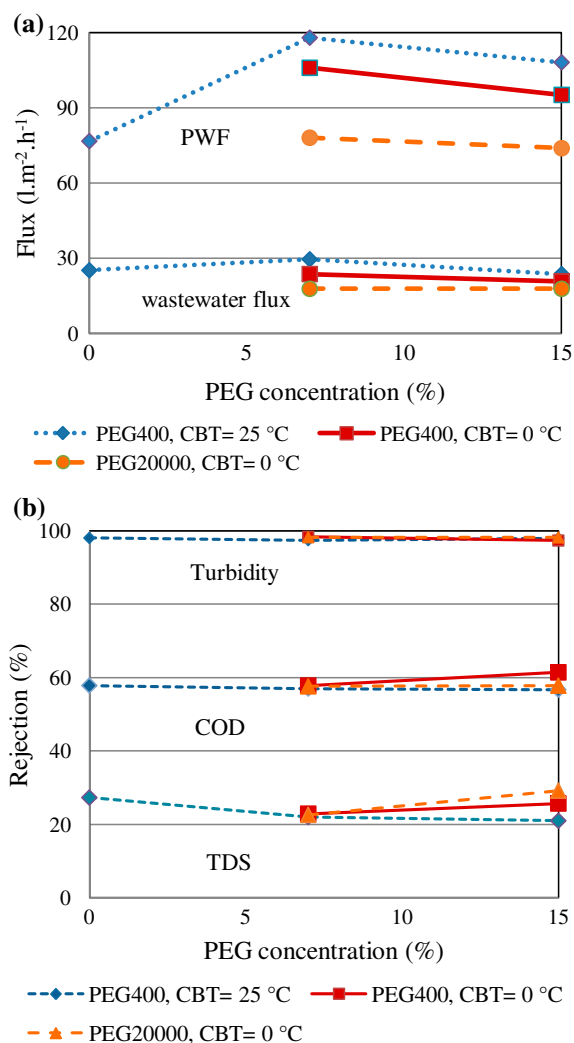 (a)
120
90
60
30
0
Flux (l.m⁻².h⁻¹)
PWF
wastewater flux
0 5 10 15
PEG concentration (%)
PEG400, CBT= 25 °C PEG400, CBT= 0 °C
PEG20000, CBT= 0 °C
(b)
100
80
60
40
20
0
Rejection (%)
Turbidity
COD
TDS
0 5 10 15
PEG concentration (%)
PEG400, CBT= 25 °C PEG400, CBT= 0 °C
PEG20000, CBT= 0 °C